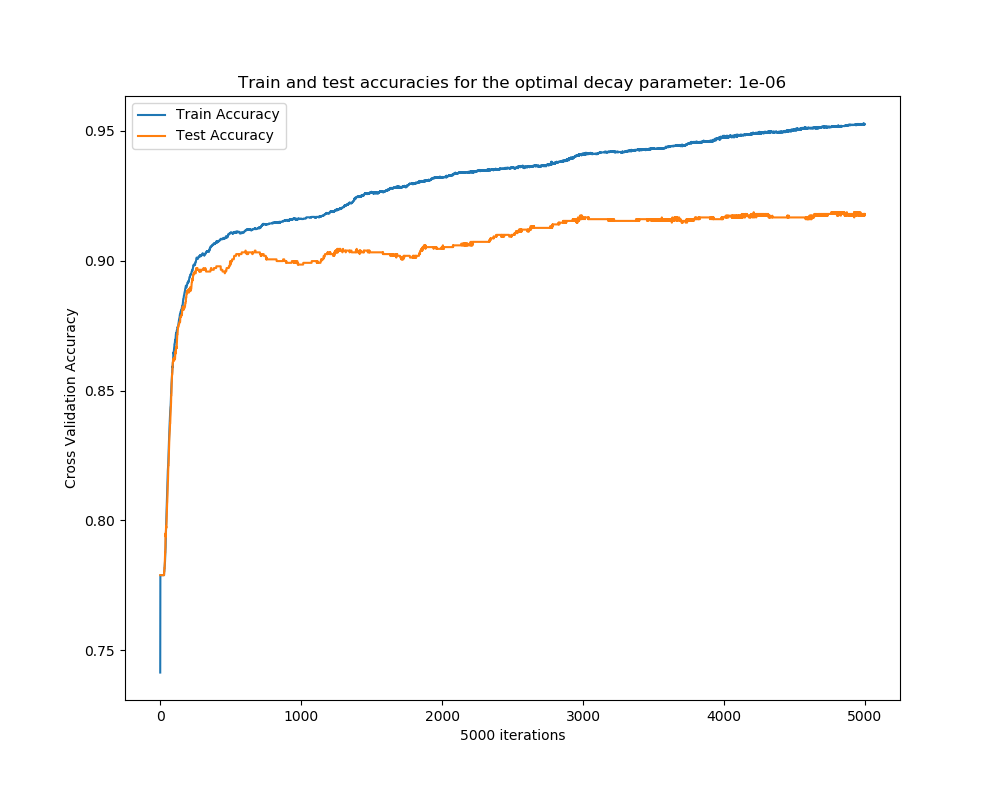 Train and test accuracies for the optimal decay parameter: 1e-06
Train Accuracy
Test Accuracy
0.95
0.90
0.85
0.80
0.75
Cross Validation Accuracy
0 1000 2000 3000 4000 5000
5000 iterations